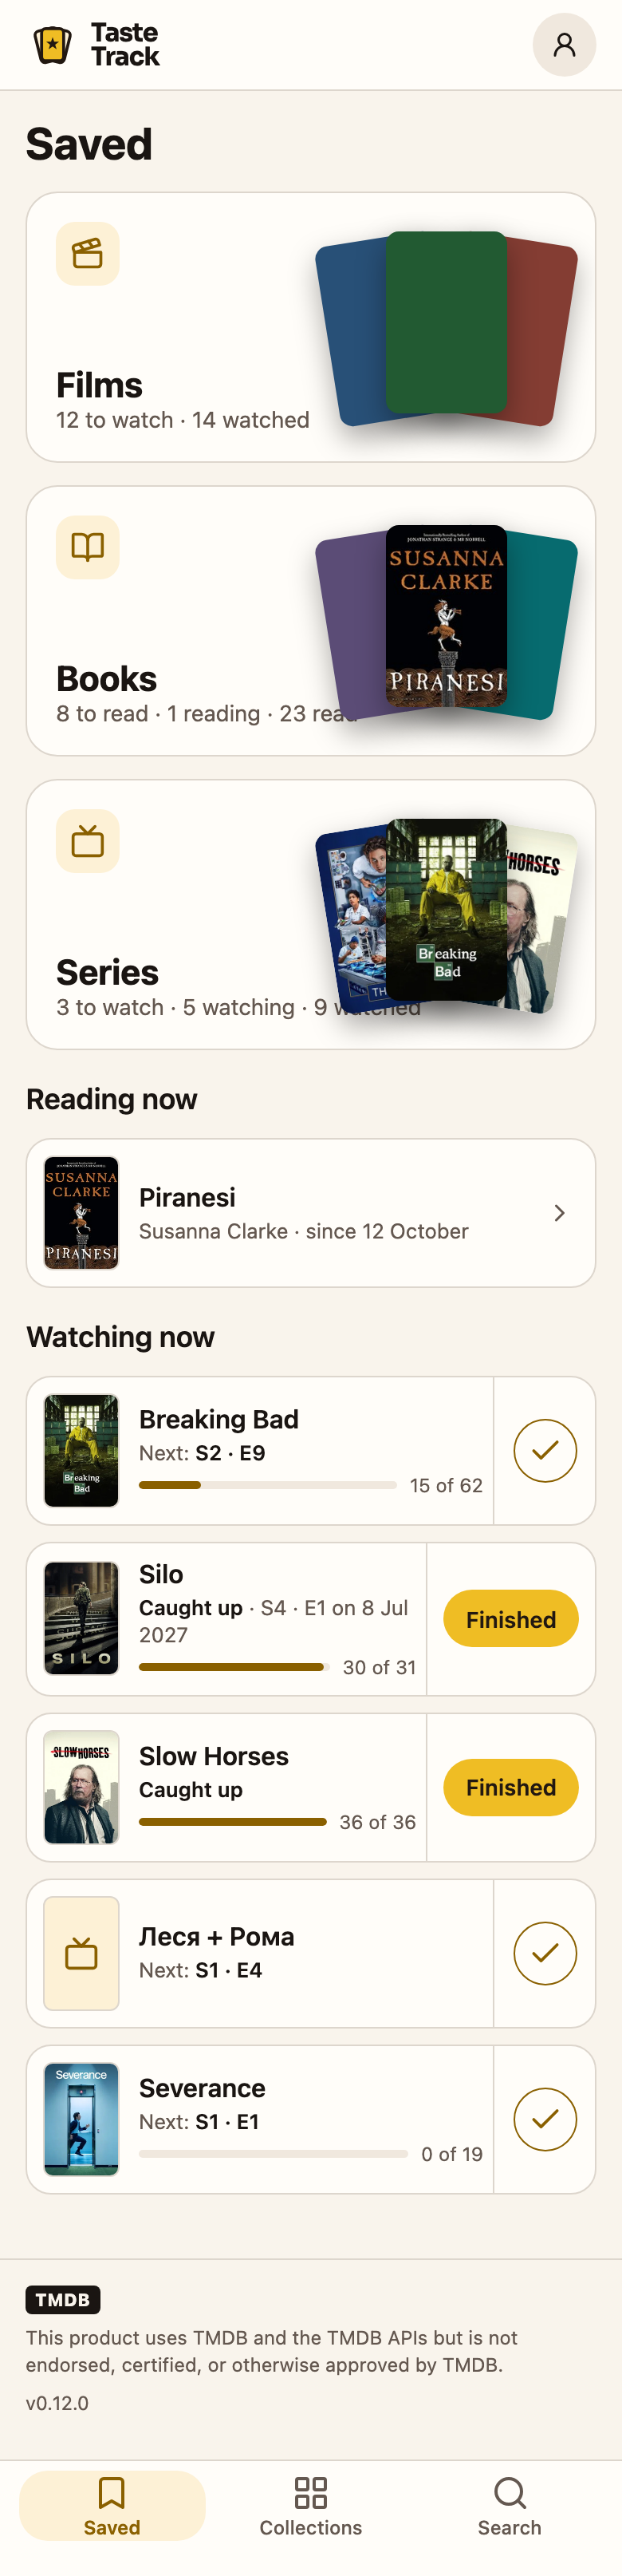 Taste
Track
Saved
Films
12 to watch · 14 watched
SUSANNA
CLARKE
PIRANESI
Books
8 to read · 1 reading · 23 read
HORSES
Breaking
Bad
TH
Series
3 to watch · 5 watching · 9 watched
Reading now
SUSANNA
CLARKE
PIRANESI
Piranesi
Susanna Clarke · since 12 October
Watching now
Breaking
Bad
Breaking Bad
Next: S2 · E9
15 of 62
SILO
Silo
Caught up · S4 · E1 on 8 Jul
2027
30 of 31
Finished
SLOW HORSES
Slow Horses
Caught up
36 of 36
Finished
Леся + Рома
Next: S1 · E4
Severance
Severance
Next: S1 · E1
0 of 19
TMDB
This product uses TMDB and the TMDB APIs but is not
endorsed, certified, or otherwise approved by TMDB.
v0.12.0
Saved
Collections
Search